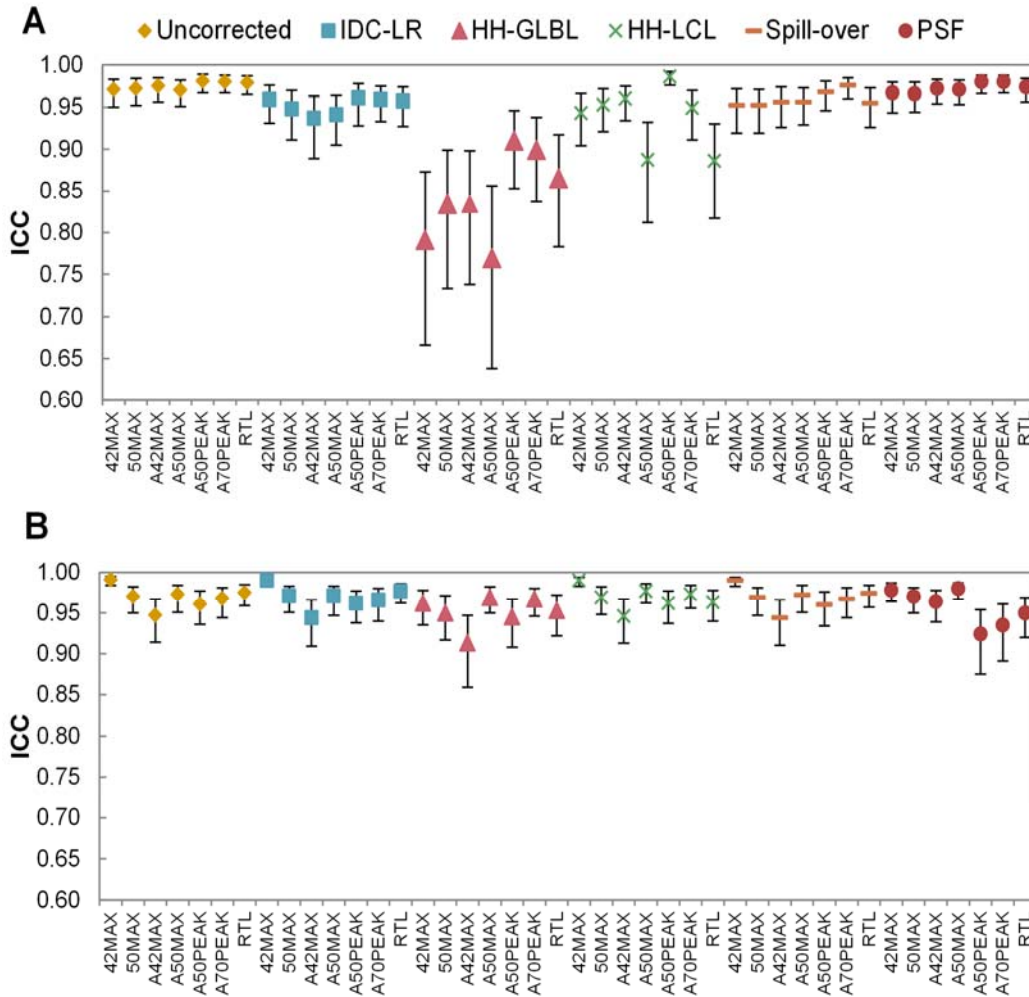 A
Uncorrected IDC-LR HH-GLBL HH-LCL Spill-over PSF
1.00
0.95
0.90
0.85
0.80
0.75
0.70
0.65
0.60
ICC
42MAX 50MAX A42MAX A50MAX A50PEAK A70PEAK RTL 42MAX 50MAX A42MAX A50MAX A50PEAK A70PEAK RTL 42MAX 50MAX A42MAX A50MAX A50PEAK A70PEAK RTL 42MAX 50MAX A42MAX A50MAX A50PEAK A70PEAK RTL 42MAX 50MAX A42MAX A50MAX A50PEAK A70PEAK RTL 42MAX 50MAX A42MAX A50MAX A50PEAK A70PEAK RTL
B
1.00
0.95
0.90
0.85
0.80
0.75
0.70
0.65
0.60
ICC
42MAX 50MAX A42MAX A50MAX A50PEAK A70PEAK RTL 42MAX 50MAX A42MAX A50MAX A50PEAK A70PEAK RTL 42MAX 50MAX A42MAX A50MAX A50PEAK A70PEAK RTL 42MAX 50MAX A42MAX A50MAX A50PEAK A70PEAK RTL 42MAX 50MAX A42MAX A50MAX A50PEAK A70PEAK RTL 42MAX 50MAX A42MAX A50MAX A50PEAK A70PEAK RTL